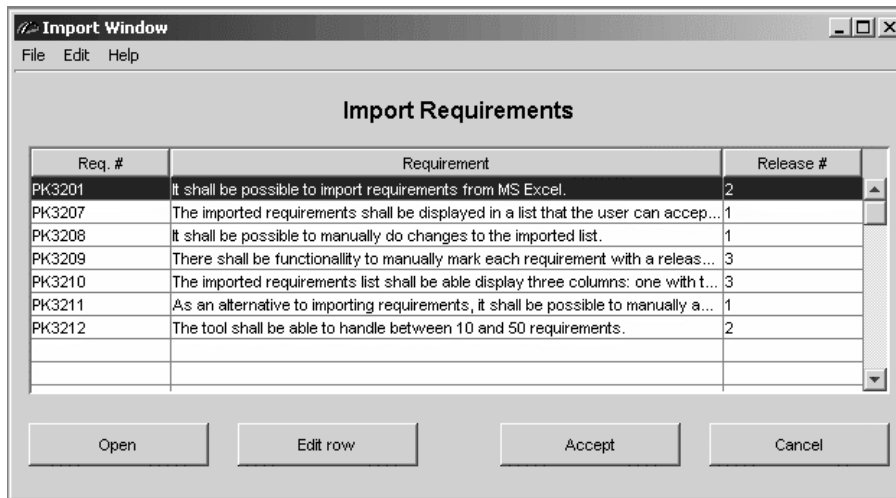 Import Window
File Edit Help
Import Requirements
Req. # Requirement Release #
PK3201 It shall be possible to import requirements from MS Excel. 2
PK3207 The imported requirements shall be displayed in a list that the user can accep... 1
PK3208 It shall be possible to manually do changes to the imported list. 1
PK3209 There shall be functionallity to manually mark each requirement with a releas... 3
PK3210 The imported requirements list shall be able display three columns: one with t... 3
PK3211 As an alternative to importing requirements, it shall be possible to manually a... 1
PK3212 The tool shall be able to handle between 10 and 50 requirements. 2
Open Edit row Accept Cancel